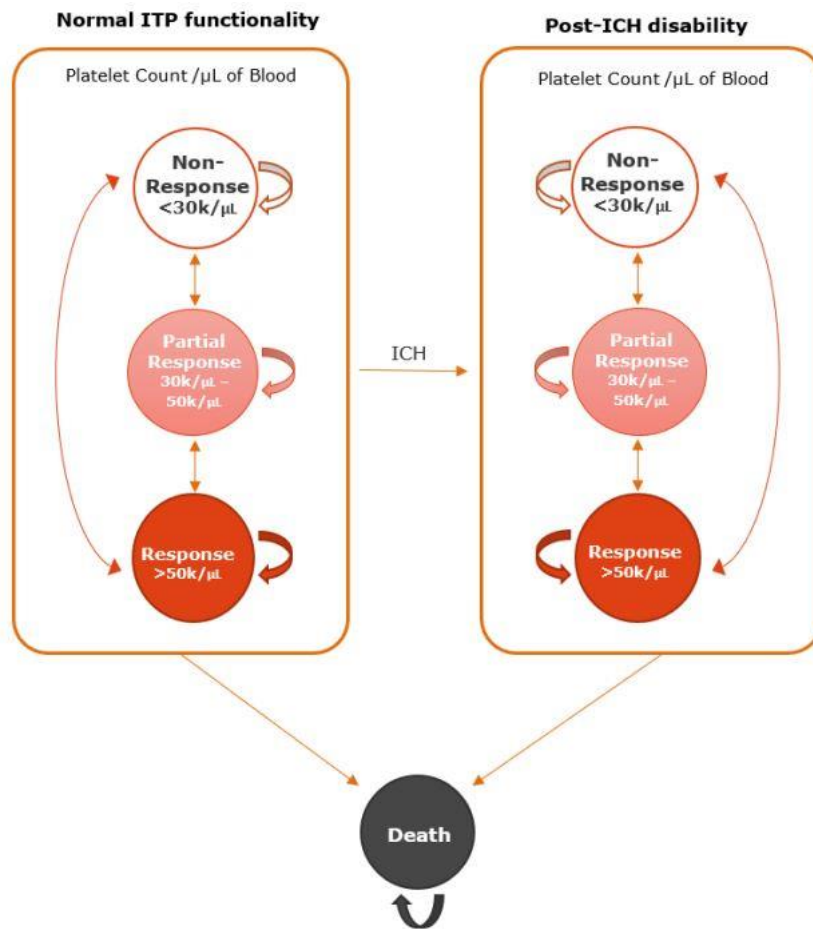 Normal ITP functionality
Platelet Count /µL of Blood
Non-
Response
<30k/µL
Partial
Response
30k/µL –
50k/µL
Response
>50k/µL
ICH
Post-ICH disability
Platelet Count /µL of Blood
Non-
Response
<30k/µL
Partial
Response
30k/µL –
50k/µL
Response
>50k/µL
Death